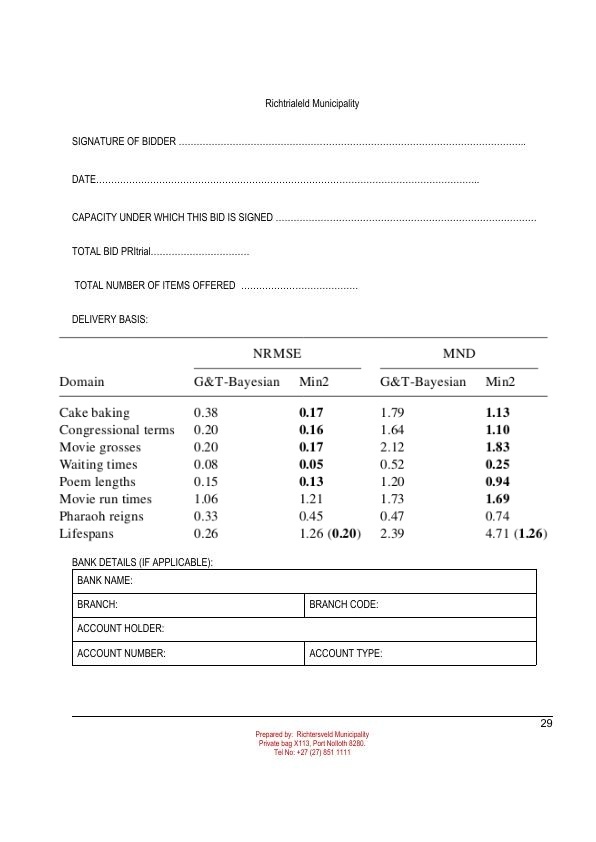 Richtrialeld Municipality
SIGNATURE OF BIDDER ……………………………………………………………………………………………………..
DATE…………………………………………………………………………………………………………………..
CAPACITY UNDER WHICH THIS BID IS SIGNED ……………………………………………………………………………
TOTAL BID PRItrial……………………………
TOTAL NUMBER OF ITEMS OFFERED …………………………………
DELIVERY BASIS:
NRMSE MND
Domain G&T-Bayesian Min2 G&T-Bayesian Min2
Cake baking 0.38 0.17 1.79 1.13
Congressional terms 0.20 0.16 1.64 1.10
Movie grosses 0.20 0.17 2.12 1.83
Waiting times 0.08 0.05 0.52 0.25
Poem lengths 0.15 0.13 1.20 0.94
Movie run times 1.06 1.21 1.73 1.69
Pharaoh reigns 0.33 0.45 0.47 0.74
Lifespans 0.26 1.26 (0.20) 2.39 4.71 (1.26)
BANK DETAILS (IF APPLICABLE):
BANK NAME:
BRANCH: BRANCH CODE:
ACCOUNT HOLDER:
ACCOUNT NUMBER: ACCOUNT TYPE:
29
Prepared by: Richtersveld Municipality
Private bag X113, Port Nolloth 8280.
Tel No: +27 (27) 851 1111